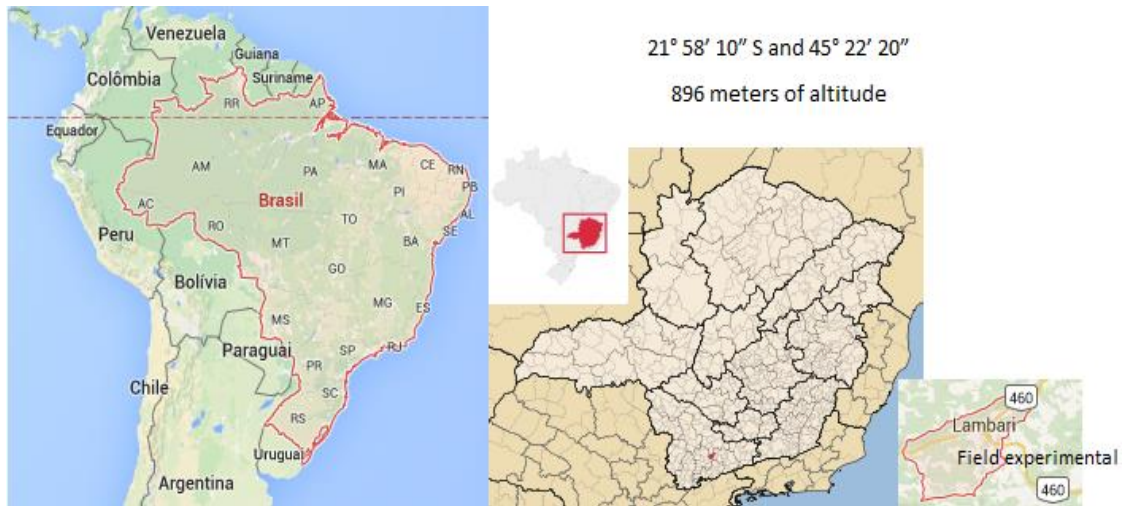 Venezuela
Guiana
Suriname
Colômbia
RR
AP
Equador
AM
PA
MA
CE
RN
PB
PI
AL
Brasil
AC
TO
SE
RO
Peru
MT
BA
GO
Bolívia
MG
ES
MS
Paraguai
SP
RJ
PR
Chile
SC
RS
Uruguai
Argentina
21° 58’ 10” S and 45° 22’ 20”
896 meters of altitude
460
Lambari
Field experimental
460